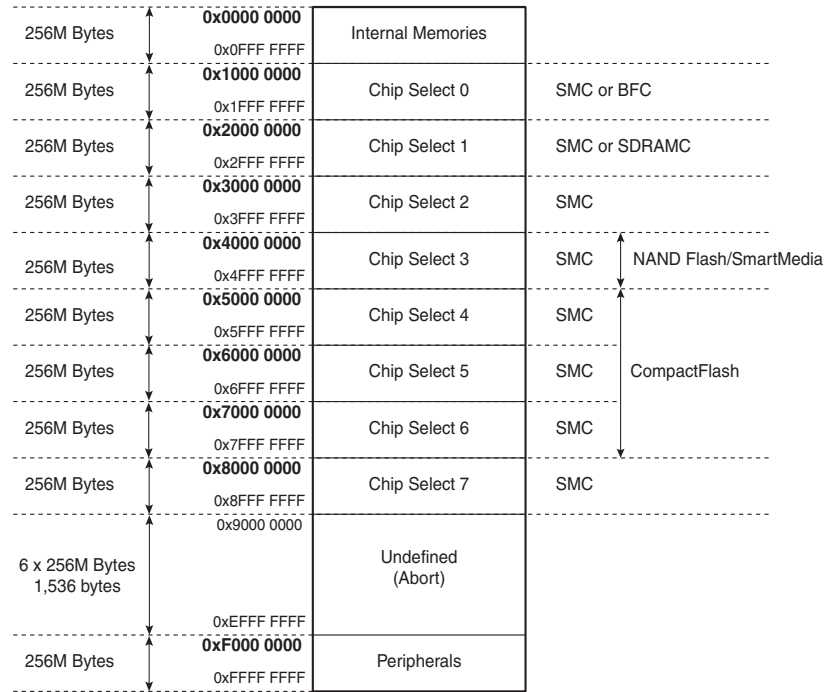 0x0000 0000
256M Bytes
Internal Memories
0x0FFF FFFF
0x1000 0000
256M Bytes
Chip Select 0
SMC or BFC
0x1FFF FFFF
0x2000 0000
256M Bytes
Chip Select 1
SMC or SDRAMC
0x2FFF FFFF
0x3000 0000
256M Bytes
Chip Select 2
SMC
0x3FFF FFFF
0x4000 0000
256M Bytes
Chip Select 3
SMC
NAND Flash/SmartMedia
0x4FFF FFFF
0x5000 0000
256M Bytes
Chip Select 4
SMC
0x5FFF FFFF
0x6000 0000
256M Bytes
Chip Select 5
SMC
CompactFlash
0x6FFF FFFF
0x7000 0000
256M Bytes
Chip Select 6
SMC
0x7FFF FFFF
0x8000 0000
256M Bytes
Chip Select 7
SMC
0x8FFF FFFF
0x9000 0000
6 x 256M Bytes
1,536 bytes
Undefined
(Abort)
0xEFFF FFFF
0xF000 0000
256M Bytes
Peripherals
0xFFFF FFFF